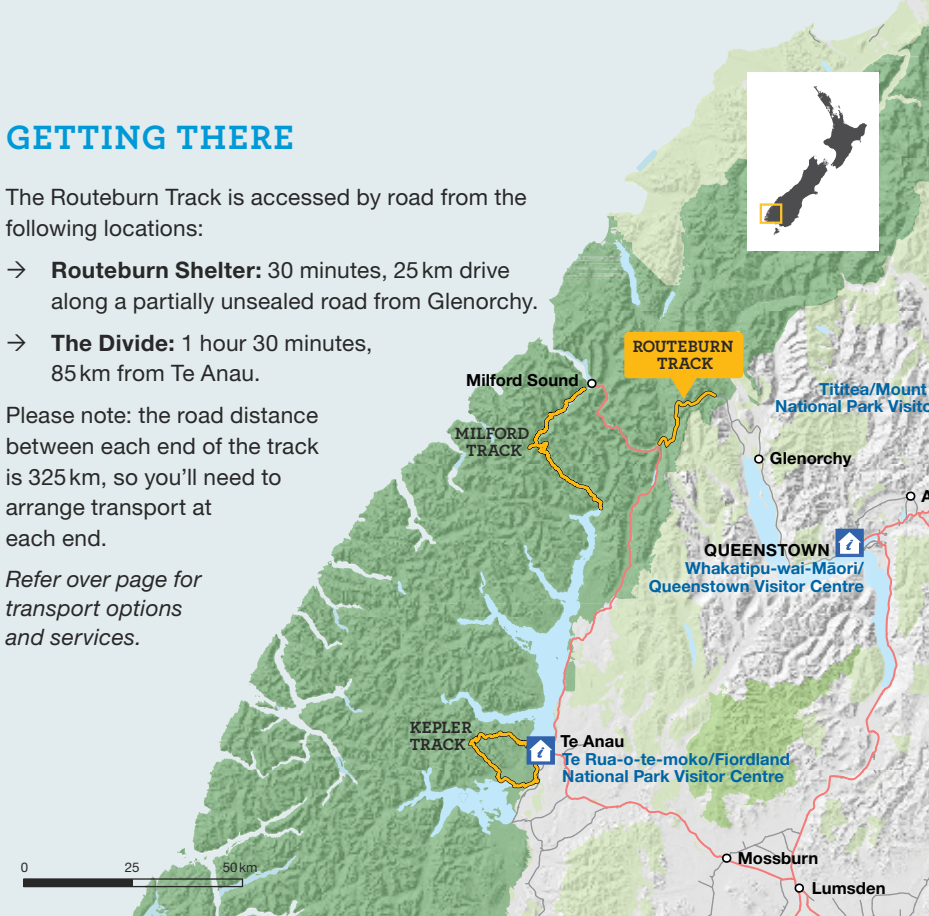 GETTING THERE
The Routeburn Track is accessed by road from the
following locations:
→ Routeburn Shelter: 30 minutes, 25 km drive
along a partially unsealed road from Glenorchy.
→ The Divide: 1 hour 30 minutes,
85 km from Te Anau.
Please note: the road distance
between each end of the track
is 325 km, so you'll need to
arrange transport at
each end.
Refer over page for
transport options
and services.
ROUTEBURN
TRACK
Milford Sound
Tititea/Mount
National Park Visito
MILFORD
TRACK
Glenorchy
A
QUEENSTOWN
Whakatipu-wai-Māori/
Queenstown Visitor Centre
KEPLER
TRACK
Te Anau
Te Rua-o-te-moko/Fiordland
National Park Visitor Centre
Mossburn
Lumsden
0 25 50 km